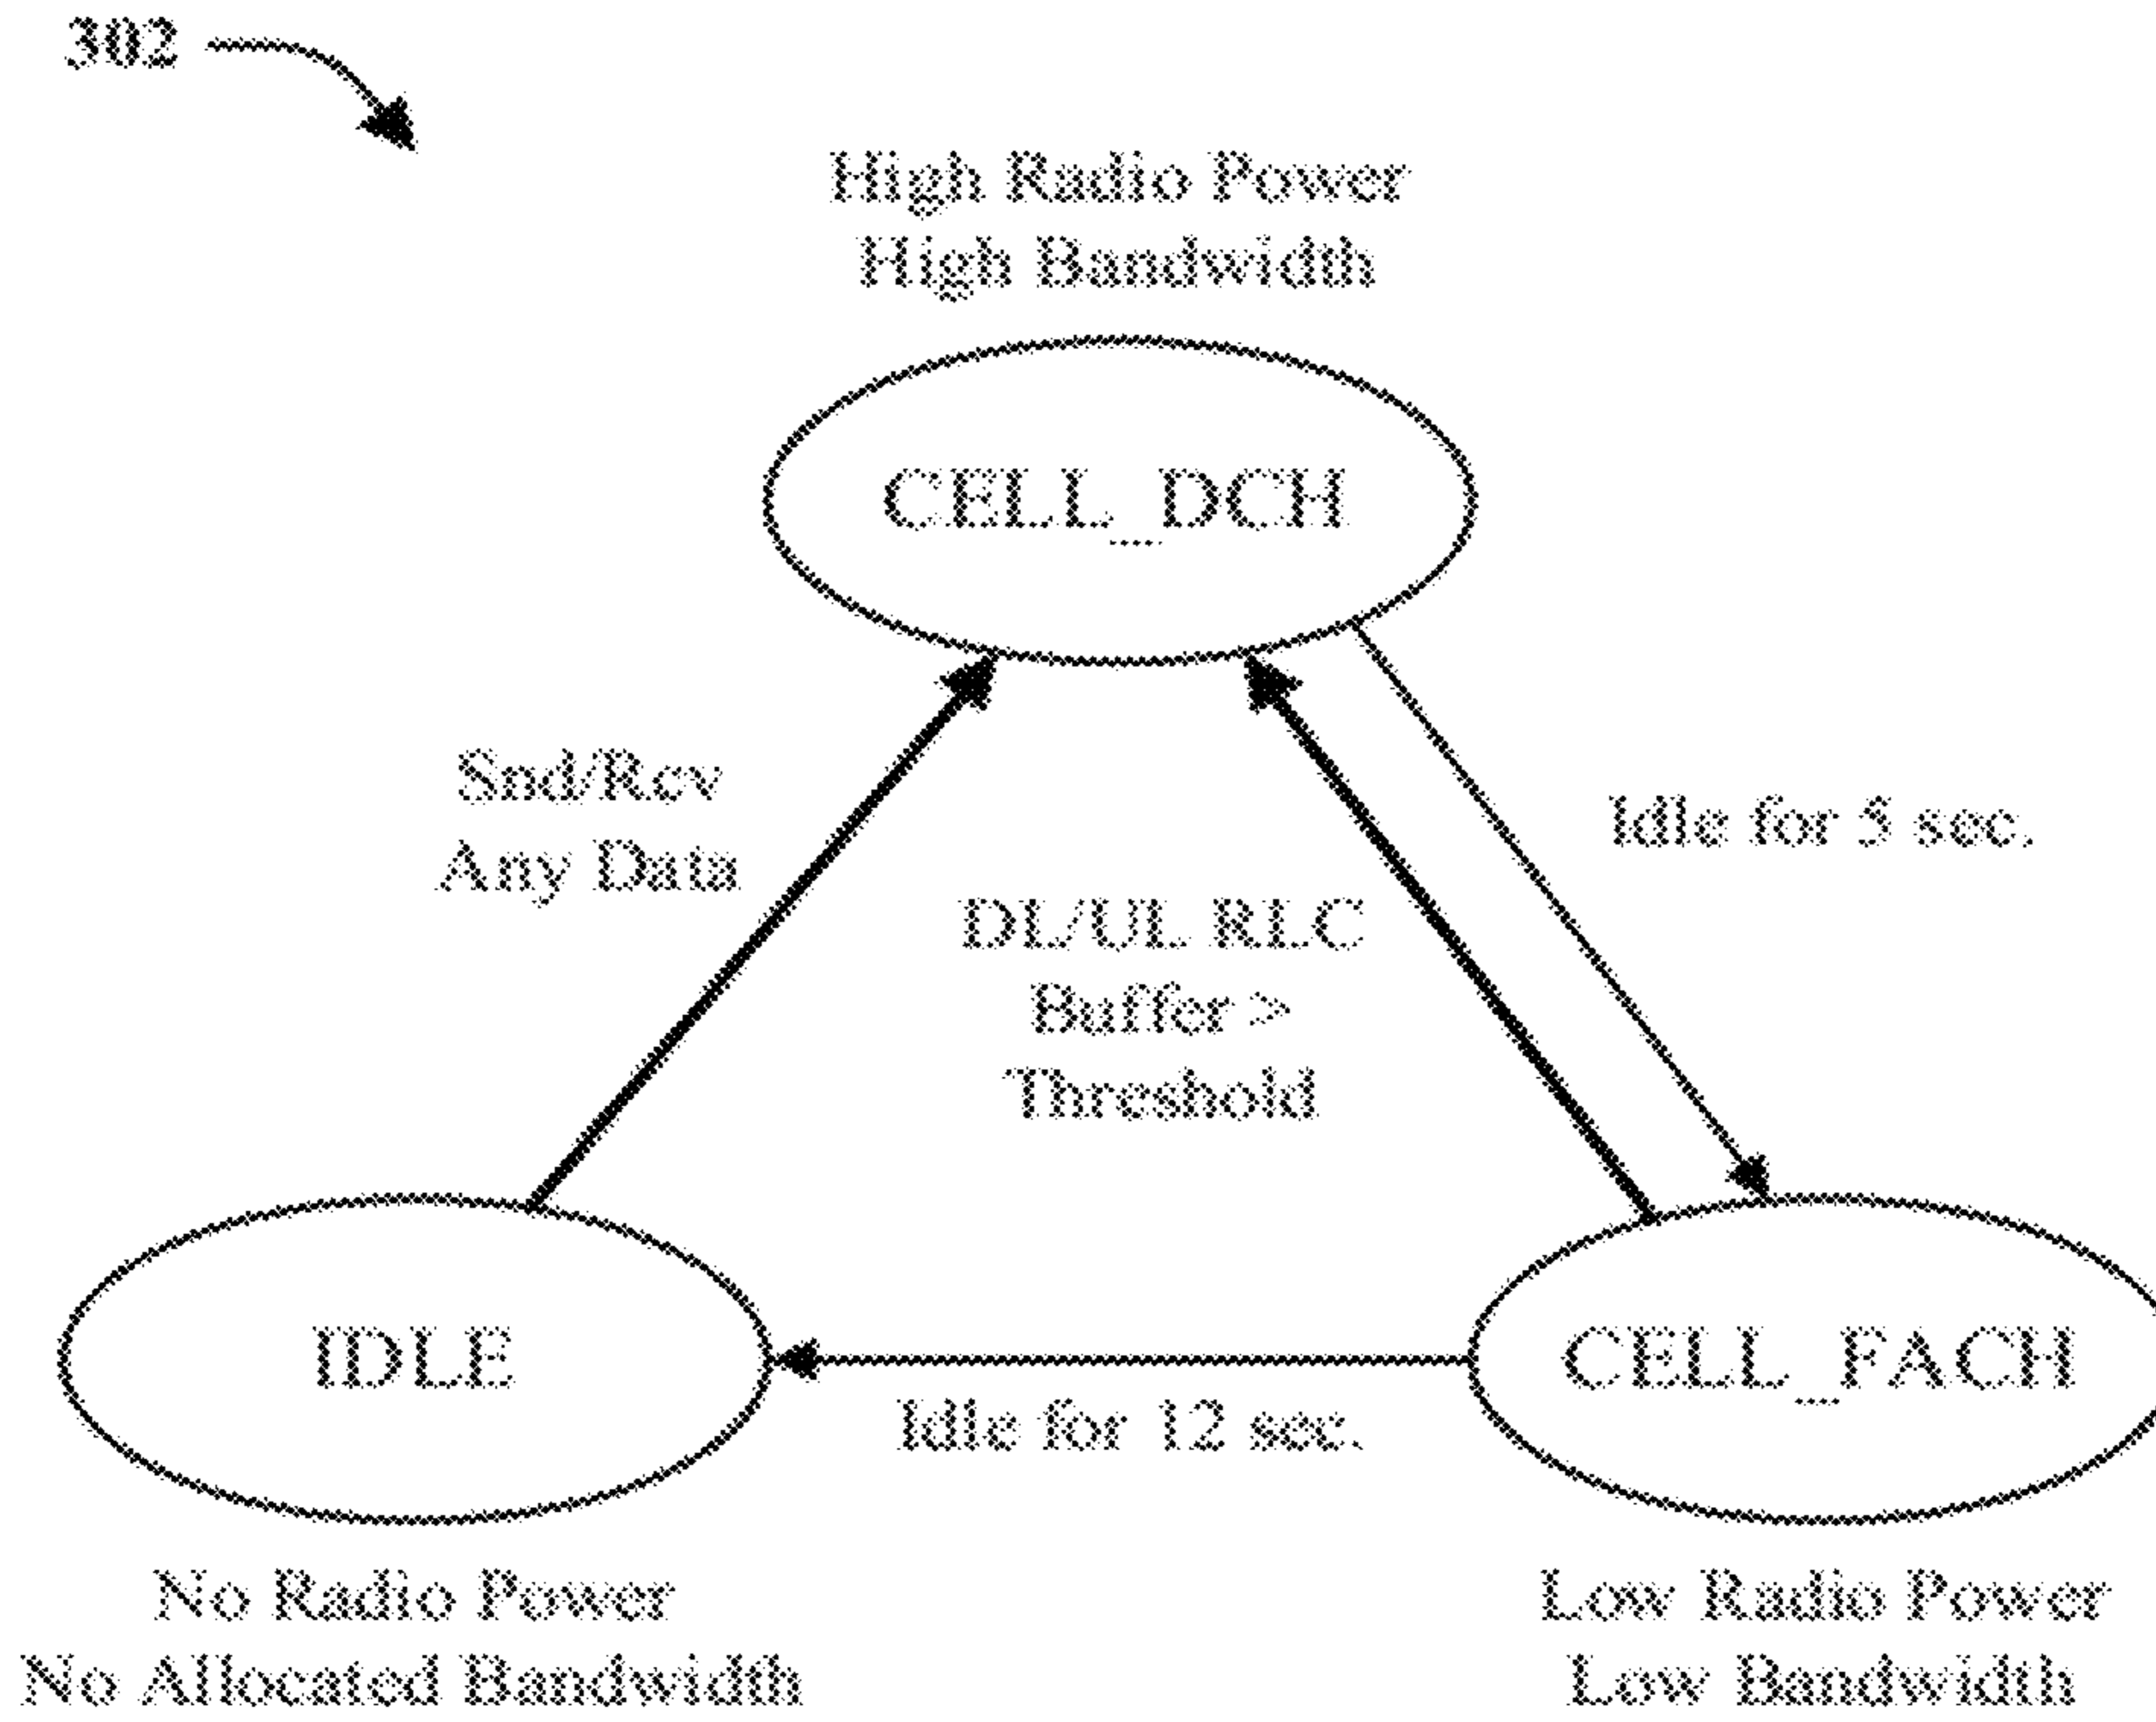 302
High Radio Power
High Bandwidth
CELL_DCH
Snd/Rcv
Any Data
Idle for 5 sec.
DL/UL RLC
Buffer >
Threshold
IDLE
CELL_FACH
Idle for 12 sec.
No Radio Power
No Allocated Bandwidth
Low Radio Power
Low Bandwidth